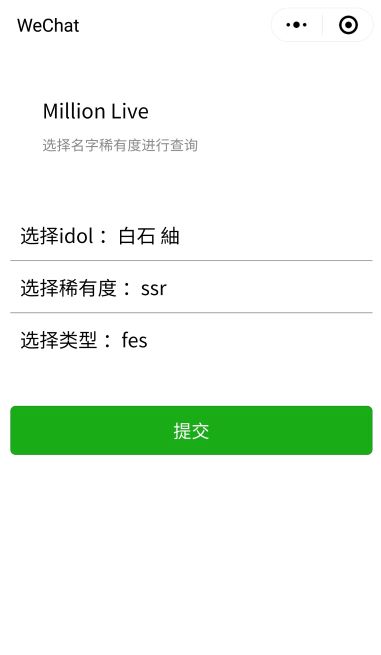 WeChat
Million Live
选择名字稀有度进行查询
选择idol： 白石 紬
选择稀有度： ssr
选择类型： fes
提交